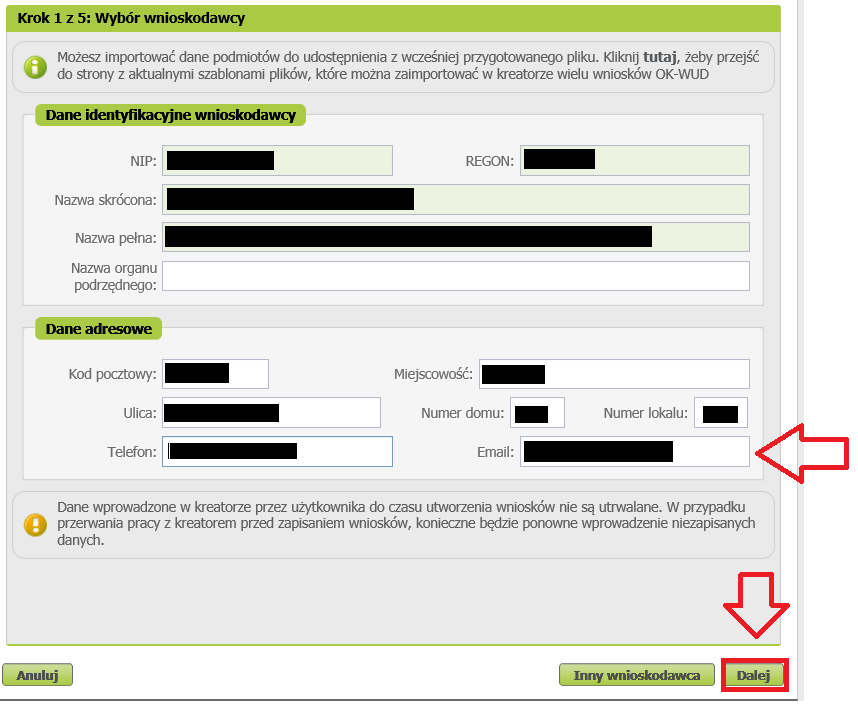 Krok 1 z 5: Wybór wnioskodawcy
Możesz importować dane podmiotów do udostępnienia z wcześniej przygotowanego pliku. Kliknij tutaj, żeby przejść
do strony z aktualnymi szablonami plików, które można zaimportować w kreatorze wielu wniosków OK-WUD
Dane identyfikacyjne wnioskodawcy
NIP: REGON:
Nazwa skrócona:
Nazwa pełna:
Nazwa organu
podrzędnego:
Dane adresowe
Kod pocztowy: Miejscowość:
Ulica: Numer domu: Numer lokalu:
Telefon: Email:
Dane wprowadzone w kreatorze przez użytkownika do czasu utworzenia wniosków nie są utrwalane. W przypadku
przerwania pracy z kreatorem przed zapisaniem wniosków, konieczne będzie ponowne wprowadzenie niezapisanych
danych.
Anuluj Inny wnioskodawca Dalej